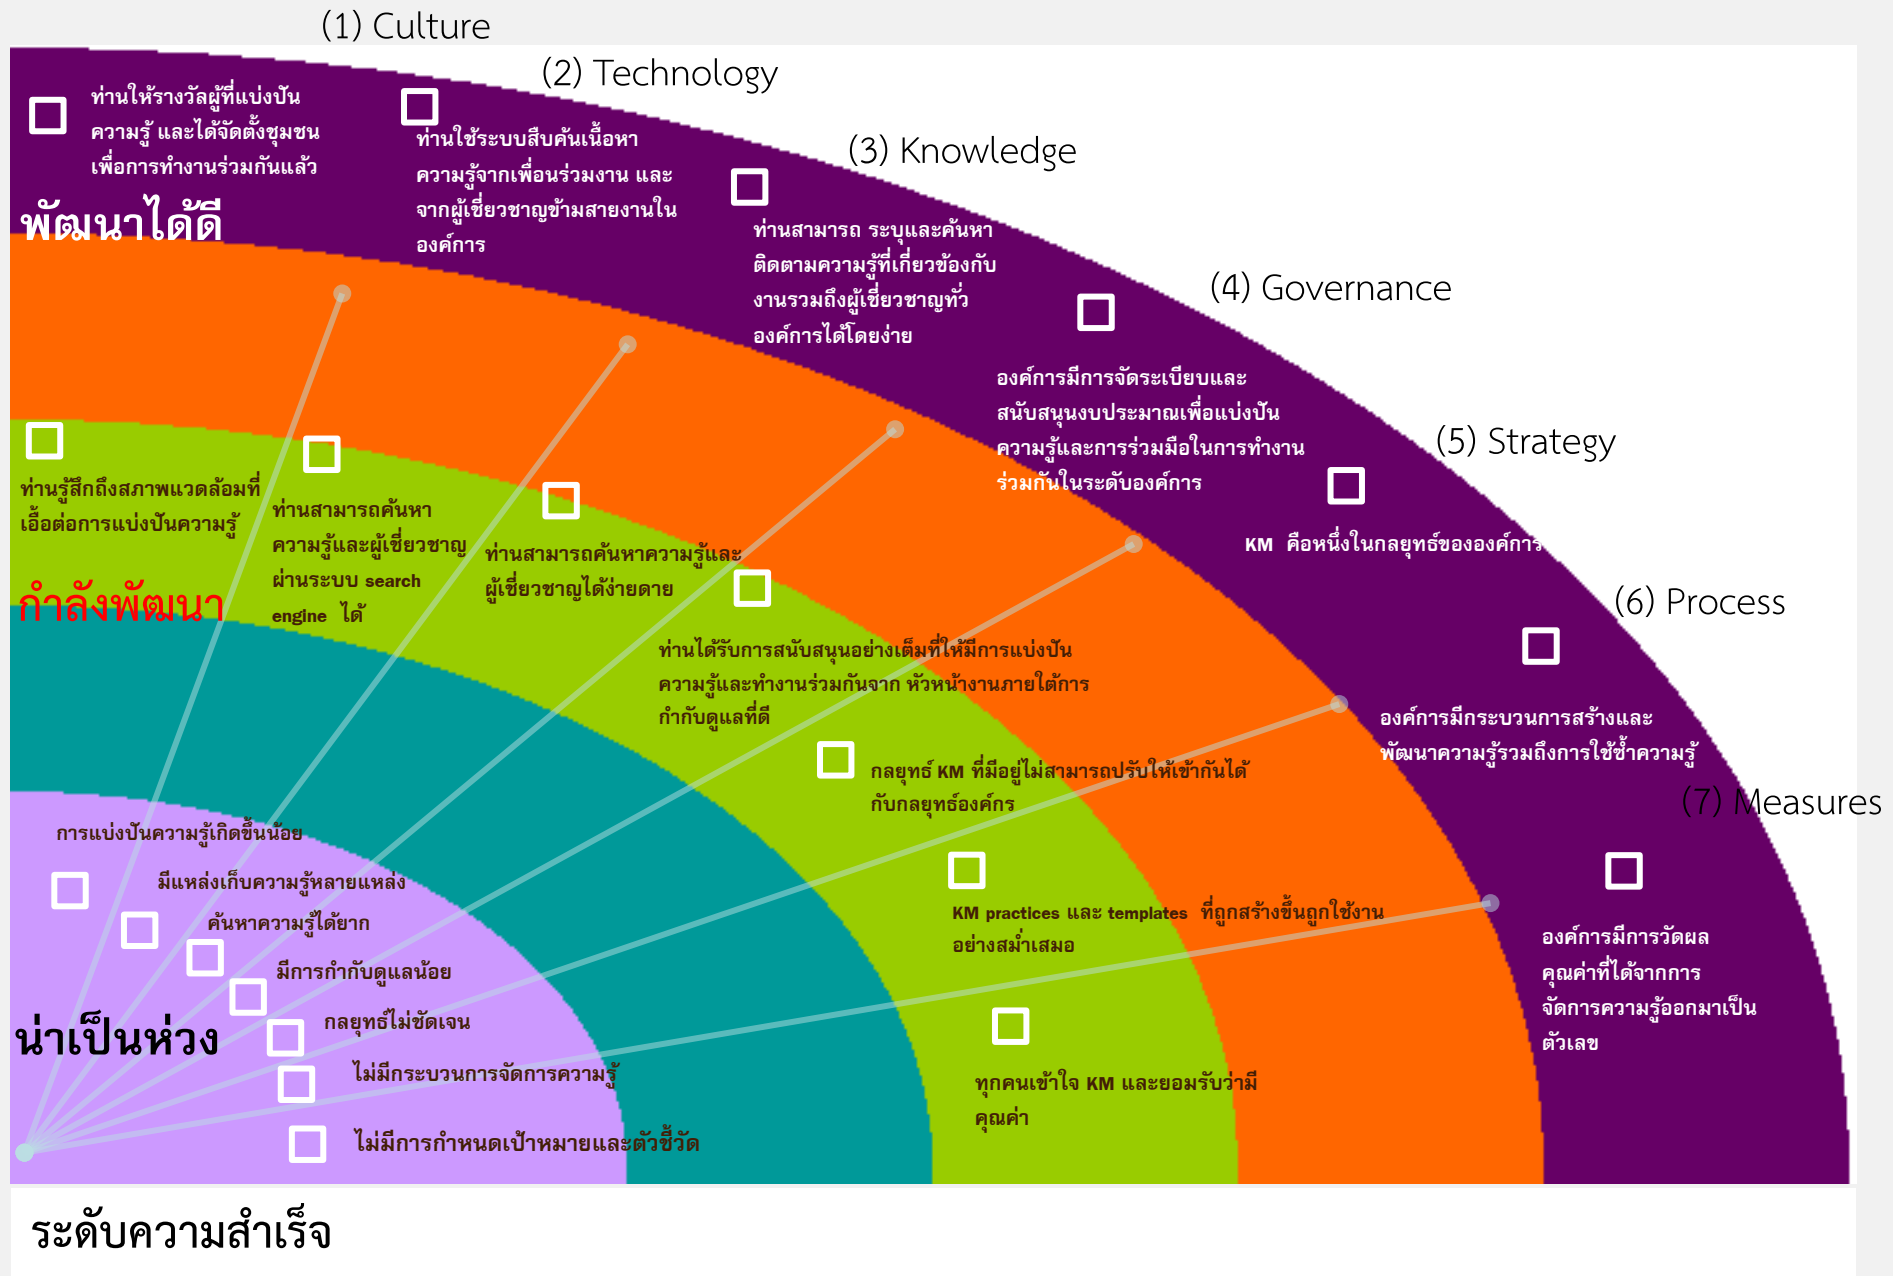 (1) Culture
(2) Technology
(3) Knowledge
(4) Governance
(5) Strategy
(6) Process
(7) Measures
ท่านให้รางวัลผู้ที่แบ่งปัน
ความรู้ และได้จัดตั้งชุมชน
เพื่อการทำงานร่วมกันแล้ว
ท่านใช้ระบบสืบค้นเนื้อหา
ความรู้จากเพื่อนร่วมงาน และ
จากผู้เชี่ยวชาญข้ามสายงานใน
องค์การ
ท่านสามารถ ระบุและค้นหา
ติดตามความรู้ที่เกี่ยวข้องกับ
งานรวมถึงผู้เชี่ยวชาญทั่ว
องค์การได้โดยง่าย
องค์การมีการจัดระเบียบและ
สนับสนุนงบประมาณเพื่อแบ่งปัน
ความรู้และการร่วมมือในการทำงาน
ร่วมกันในระดับองค์การ
KM คือหนึ่งในกลยุทธ์ขององค์การ
องค์การมีกระบวนการสร้างและ
พัฒนาความรู้รวมถึงการใช้ซ้ำความรู้
องค์การมีการวัดผล
คุณค่าที่ได้จากการ
จัดการความรู้ออกมาเป็น
ตัวเลข
พัฒนาได้ดี
ท่านรู้สึกถึงสภาพแวดล้อมที่
เอื้อต่อการแบ่งปันความรู้
ท่านสามารถค้นหา
ความรู้และผู้เชี่ยวชาญ
ผ่านระบบ search
engine ได้
ท่านสามารถค้นหาความรู้และ
ผู้เชี่ยวชาญได้ง่ายดาย
ท่านได้รับการสนับสนุนอย่างเต็มที่ให้มีการแบ่งปัน
ความรู้และทำงานร่วมกันจาก หัวหน้างานภายใต้การ
กำกับดูแลที่ดี
กลยุทธ์ KM ที่มีอยู่ไม่สามารถปรับให้เข้ากันได้
กับกลยุทธ์องค์กร
KM practices และ templates ที่ถูกสร้างขึ้นถูกใช้งาน
อย่างสม่ำเสมอ
ทุกคนเข้าใจ KM และยอมรับว่ามี
คุณค่า
กำลังพัฒนา
การแบ่งปันความรู้เกิดขึ้นน้อย
มีแหล่งเก็บความรู้หลายแหล่ง
ค้นหาความรู้ได้ยาก
มีการกำกับดูแลน้อย
กลยุทธ์ไม่ชัดเจน
ไม่มีกระบวนการจัดการความรู้
ไม่มีการกำหนดเป้าหมายและตัวชี้วัด
น่าเป็นห่วง
ระดับความสำเร็จ